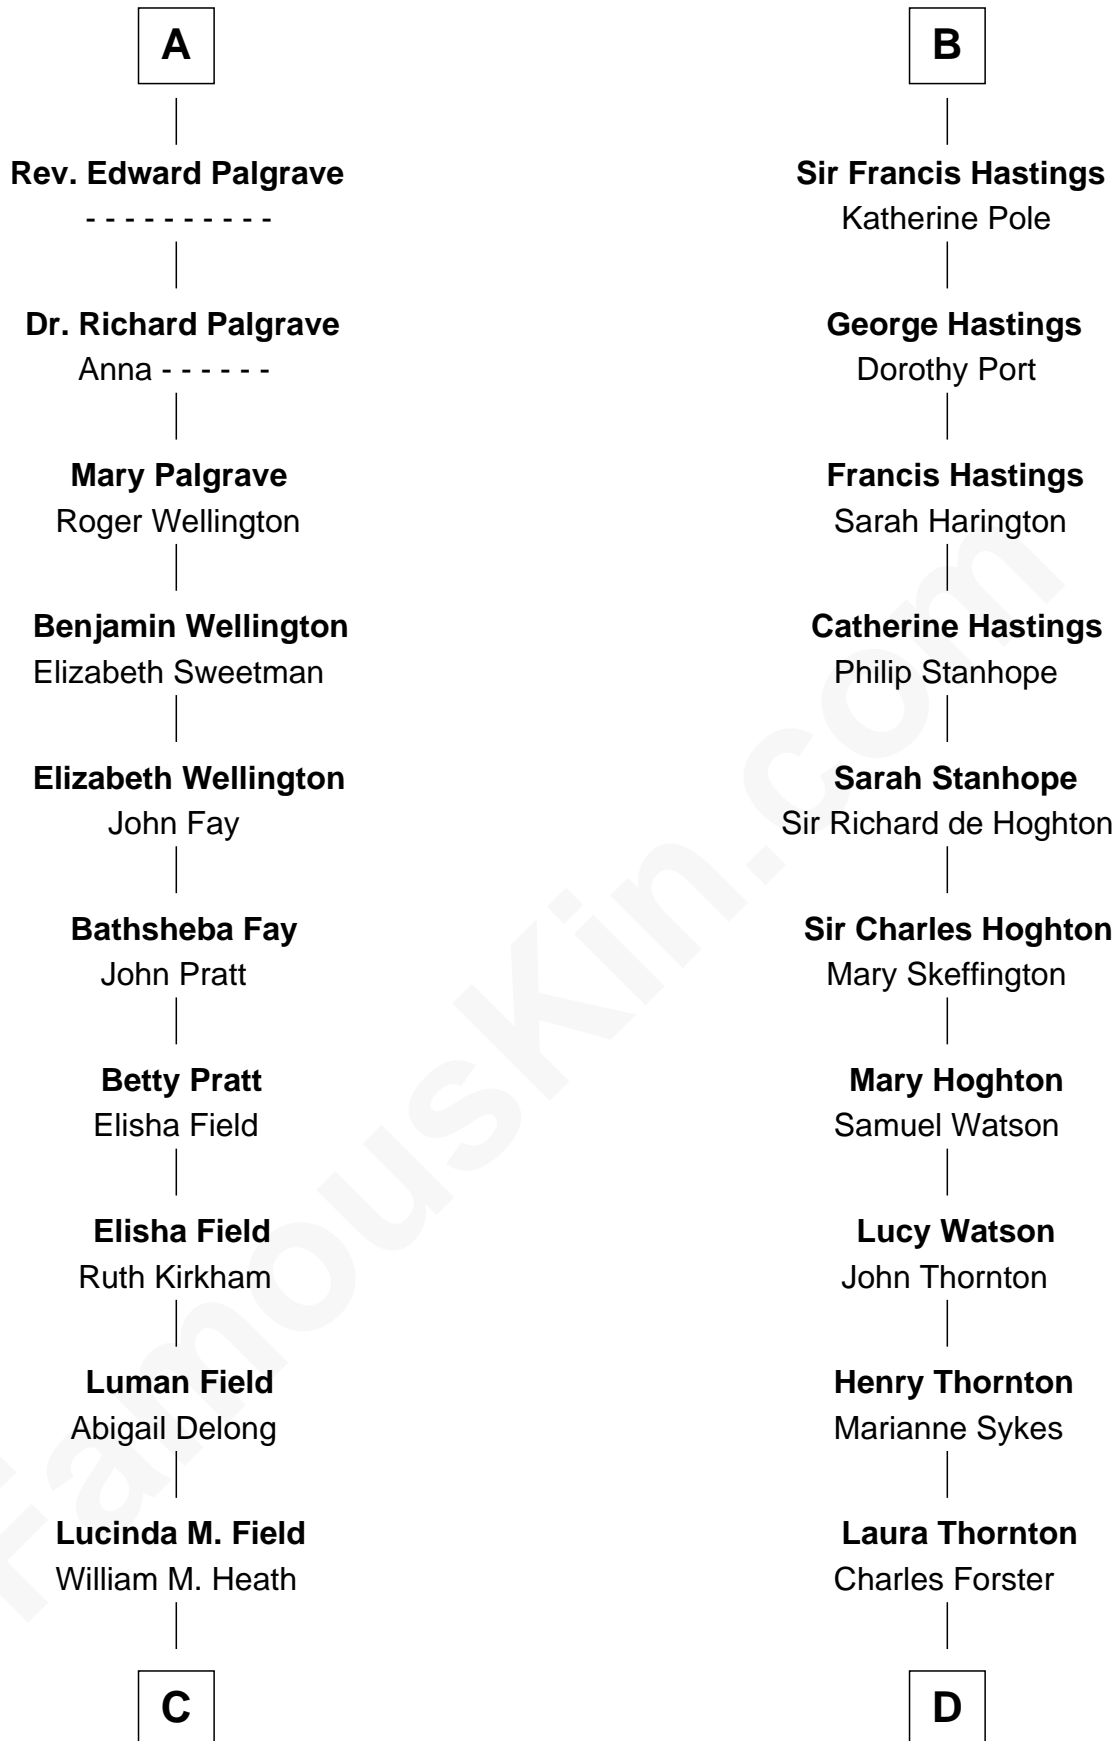 A
Rev. Edward Palgrave
- - - - - - - - - -
Dr. Richard Palgrave
Anna - - - - - -
Mary Palgrave
Roger Wellington
Benjamin Wellington
Elizabeth Sweetman
Elizabeth Wellington
John Fay
Bathsheba Fay
John Pratt
Betty Pratt
Elisha Field
Elisha Field
Ruth Kirkham
Luman Field
Abigail Delong
Lucinda M. Field
William M. Heath
C
B
Sir Francis Hastings
Katherine Pole
George Hastings
Dorothy Port
Francis Hastings
Sarah Harington
Catherine Hastings
Philip Stanhope
Sarah Stanhope
Sir Richard de Hoghton
Sir Charles Hoghton
Mary Skeffington
Mary Hoghton
Samuel Watson
Lucy Watson
John Thornton
Henry Thornton
Marianne Sykes
Laura Thornton
Charles Forster
D
FamousKin.com